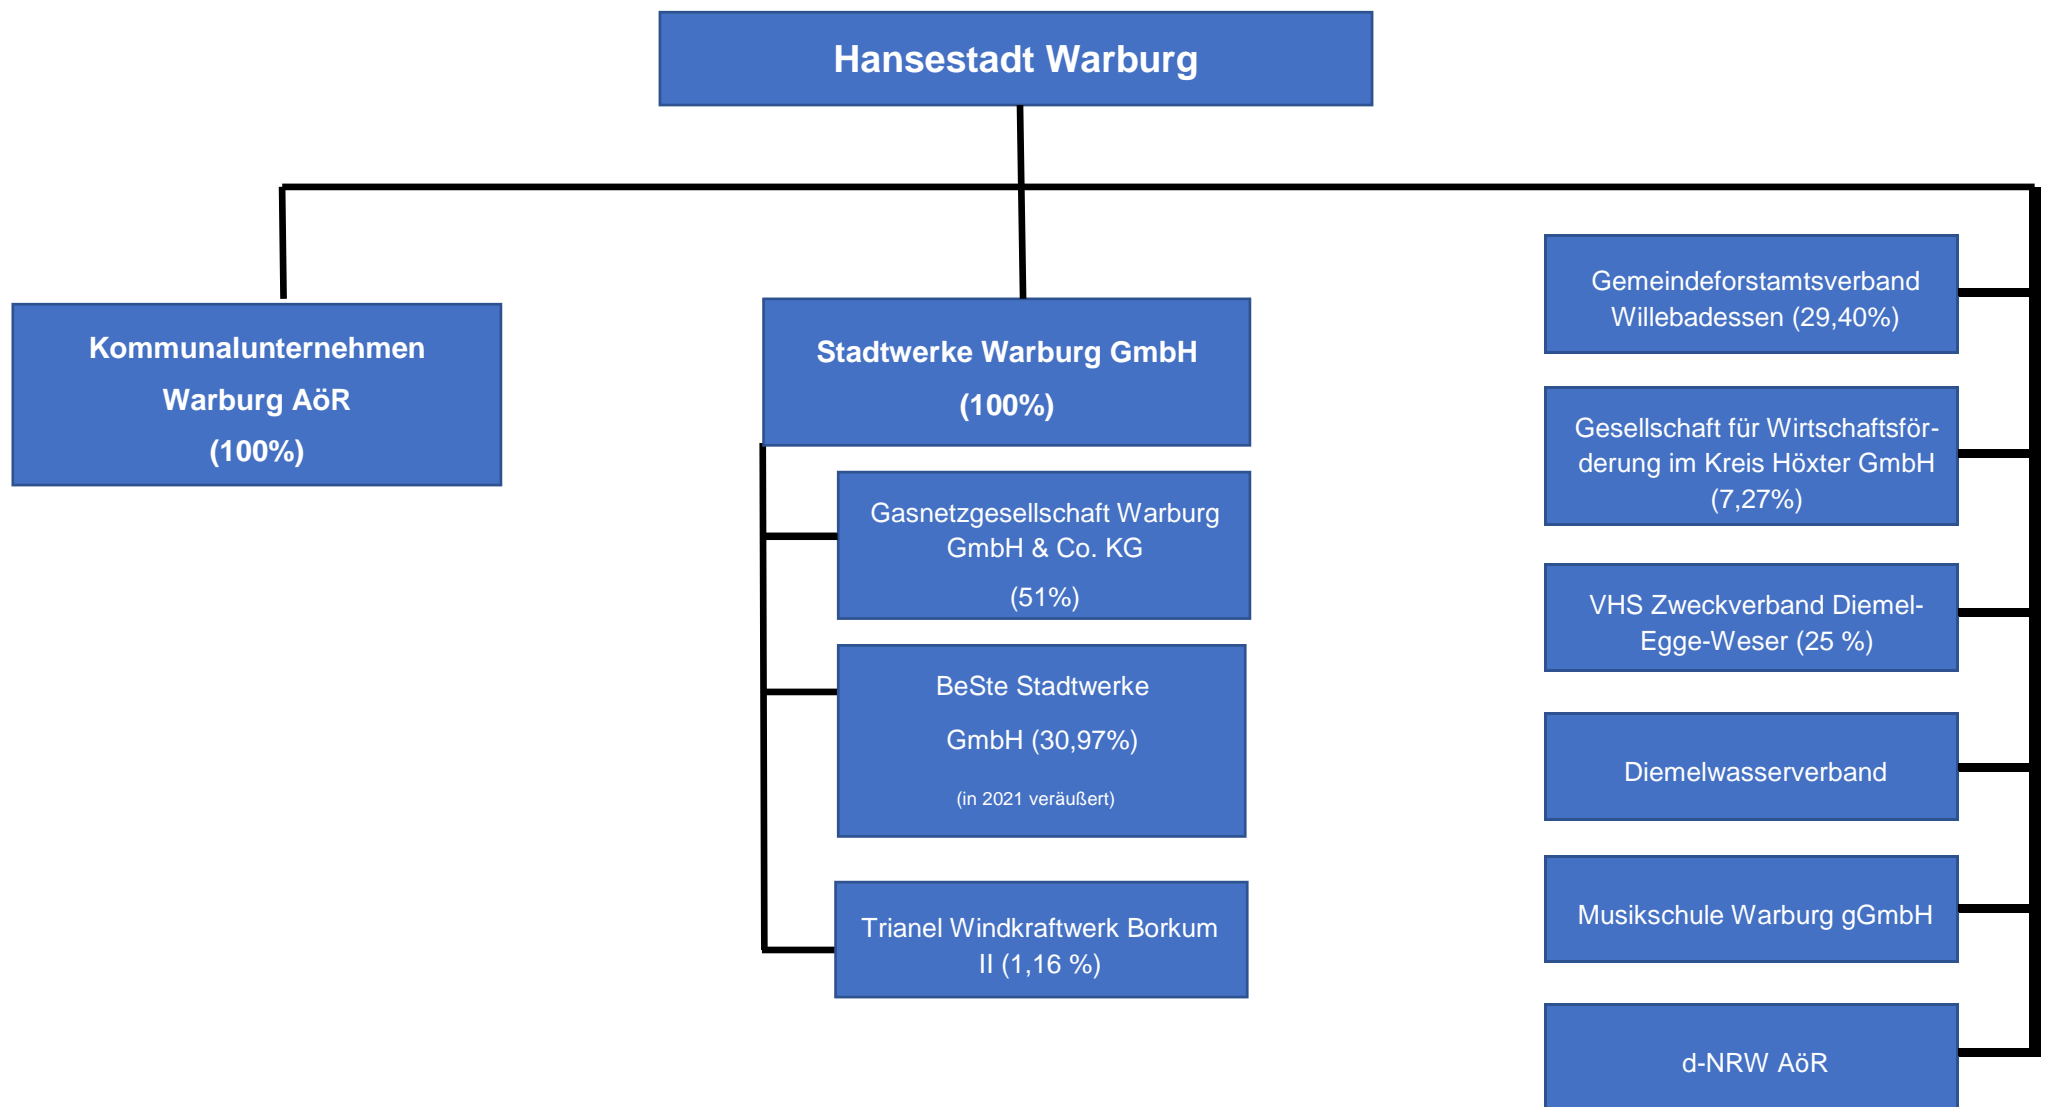 Hansestadt Warburg
Kommunalunternehmen
Warburg AöR
(100%)
Stadtwerke Warburg GmbH
(100%)
Gasnetzgesellschaft Warburg
GmbH & Co. KG
(51%)
BeSte Stadtwerke
GmbH (30,97%)
(in 2021 veräußert)
Trianel Windkraftwerk Borkum
II (1,16 %)
Gemeindeforstamtsverband
Willebadessen (29,40%)
Gesellschaft für Wirtschaftsför-
derung im Kreis Höxter GmbH
(7,27%)
VHS Zweckverband Diemel-
Egge-Weser (25 %)
Diemelwasserverband
Musikschule Warburg gGmbH
d-NRW AöR